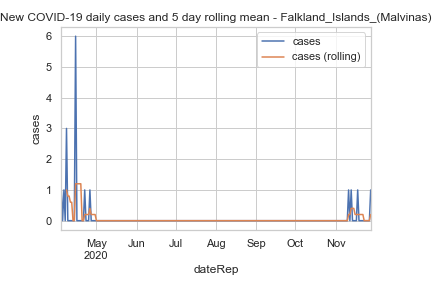 New COVID-19 daily cases and 5 day rolling mean - Falkland_Islands_(Malvinas)
cases
cases (rolling)
6
5
4
3
2
1
0
cases
May Jun Jul Aug Sep Oct Nov
2020
dateRep